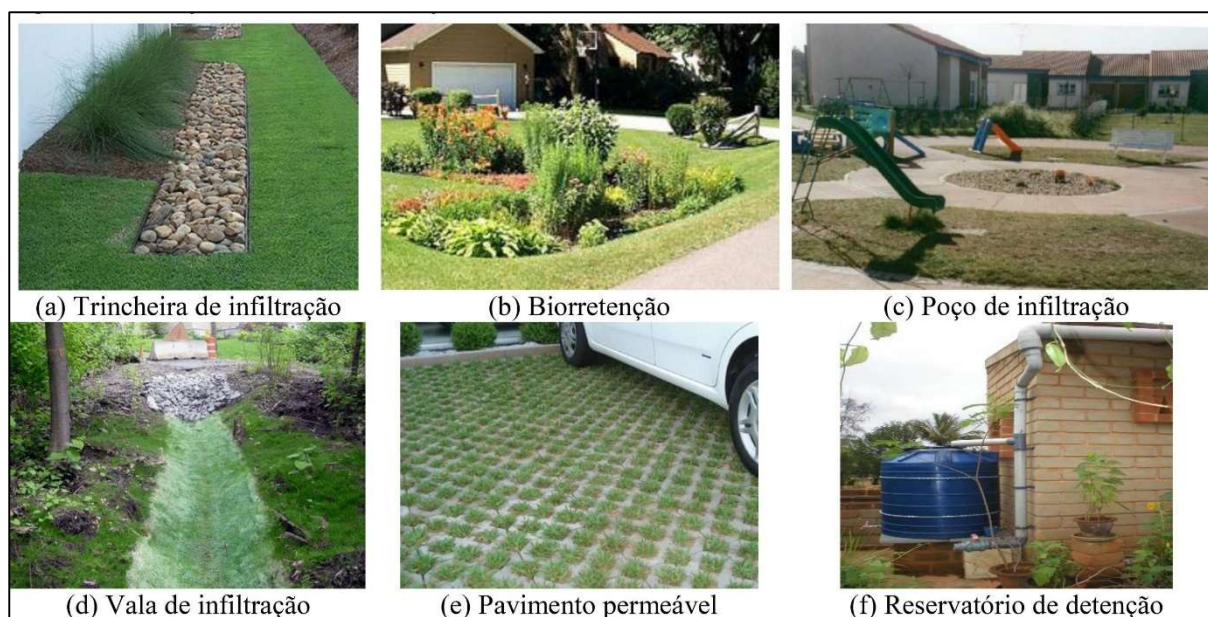 (a) Trincheira de infiltração
(b) Biorretenção
(c) Poço de infiltração
(d) Vala de infiltração
(e) Pavimento permeável
(f) Reservatório de detenção